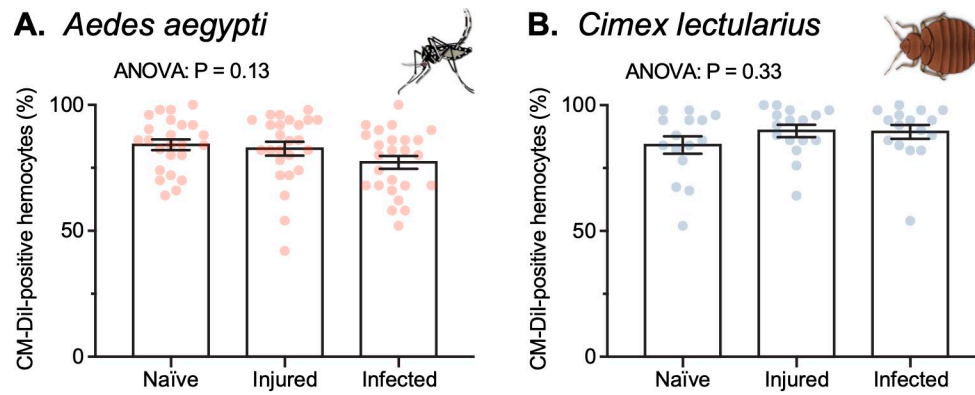 A. Aedes aegypti
ANOVA: P = 0.13
CM-DiI-positive hemocytes (%)
100
50
0
Naïve Injured Infected
B. Cimex lectularius
ANOVA: P = 0.33
CM-DiI-positive hemocytes (%)
100
50
0
Naïve Injured Infected